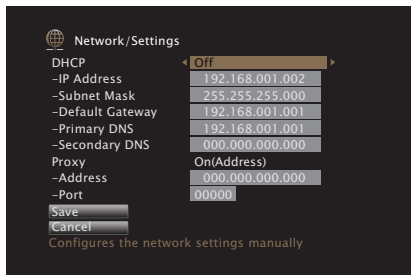 Network/Settings
DHCP Off
-IP Address 192.168.001.002
-Subnet Mask 255.255.255.000
-Default Gateway 192.168.001.001
-Primary DNS 192.168.001.001
-Secondary DNS 000.000.000.000
Proxy On(Address)
-Address 000.000.000.000
-Port 00000
Save
Cancel
Configures the network settings manually